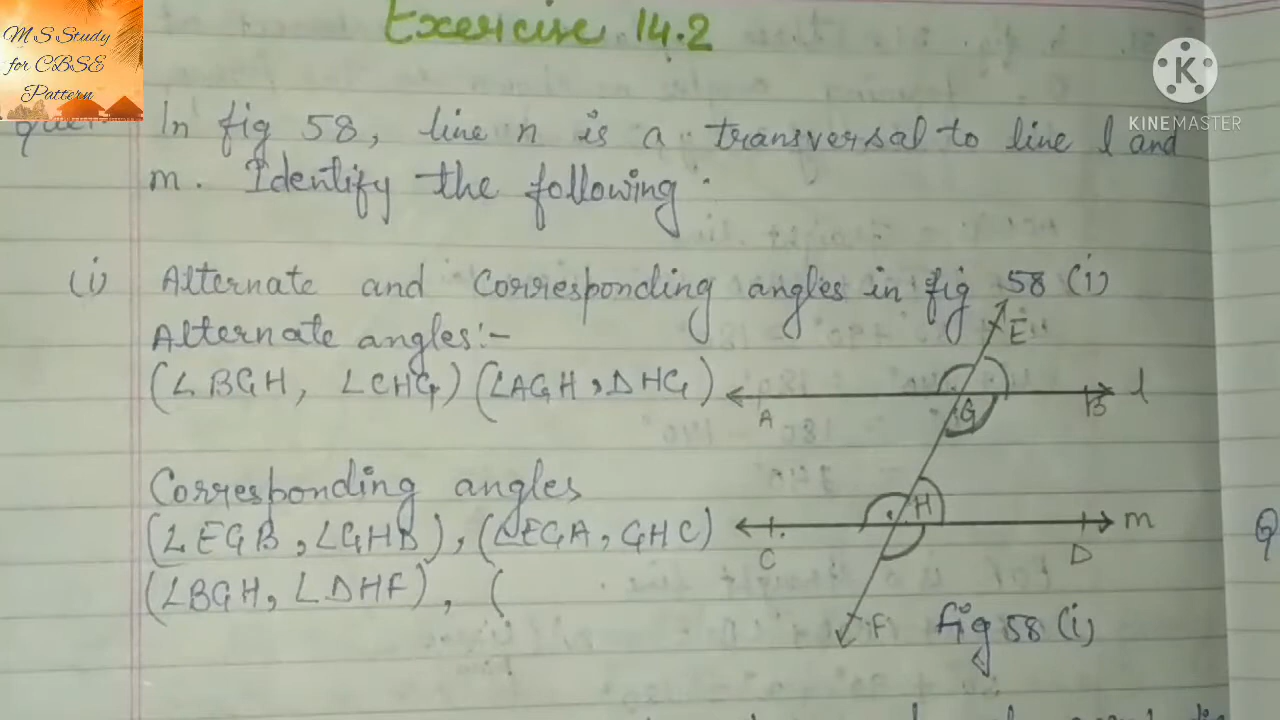 M S Study
for CBSE
Pattern
Exercise 14.2
KINEMASTER
In fig 58, line n is a transversal to line l and
m. Identify the following:
(i) Alternate and Corresponding angles in fig 58 (i)
Alternate angles:-
(∠BGH, ∠CHG) (∠AGH, DHG)
Corresponding angles
(∠EGB, ∠GHB), (∠EGA, GHC)
(∠BGH, ∠DHF), (
E
A
G
B
l
H
m
C
D
F
fig 58 (i)
Q